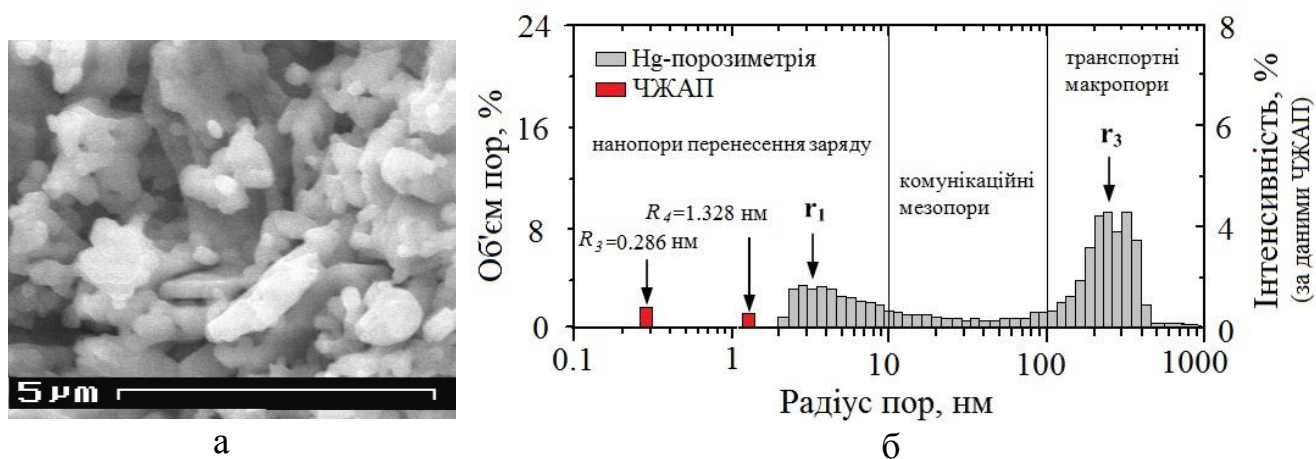 5 μm
а
24
16
8
0
Об'єм пор, %
Hg-порозиметрія
ЧЖАП
нанопори перенесення заряду
комунікаційні
мезопори
транспортні
макропори
R₃=0.286 нм
R₄=1.328 нм
r₁
r₃
8
6
4
2
0
Інтенсивність, %
(за даними ЧЖАП)
0.1
1
10
100
1000
Радіус пор, нм
б